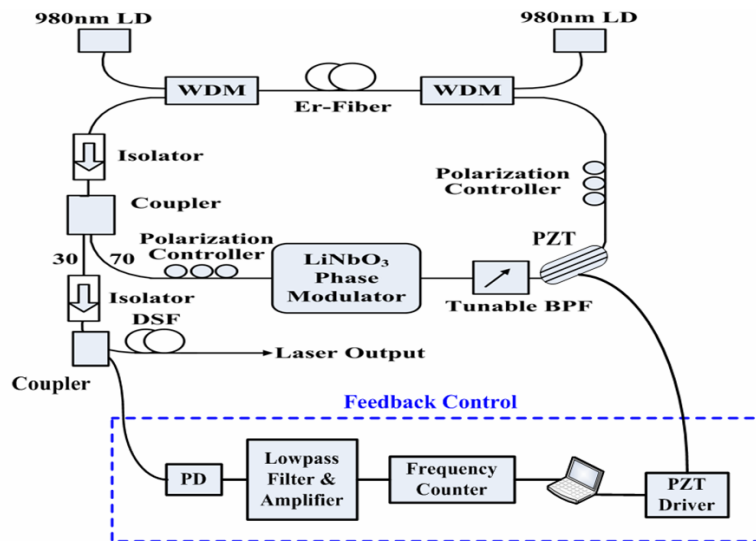 980nm LD
980nm LD
WDM
WDM
Er-Fiber
Isolator
Polarization
Controller
Coupler
30
70
Polarization
Controller
LiNbO₃
Phase
Modulator
PZT
Tunable BPF
Isolator
DSF
Laser Output
Coupler
Feedback Control
PD
Lowpass
Filter &
Amplifier
Frequency
Counter
PZT
Driver